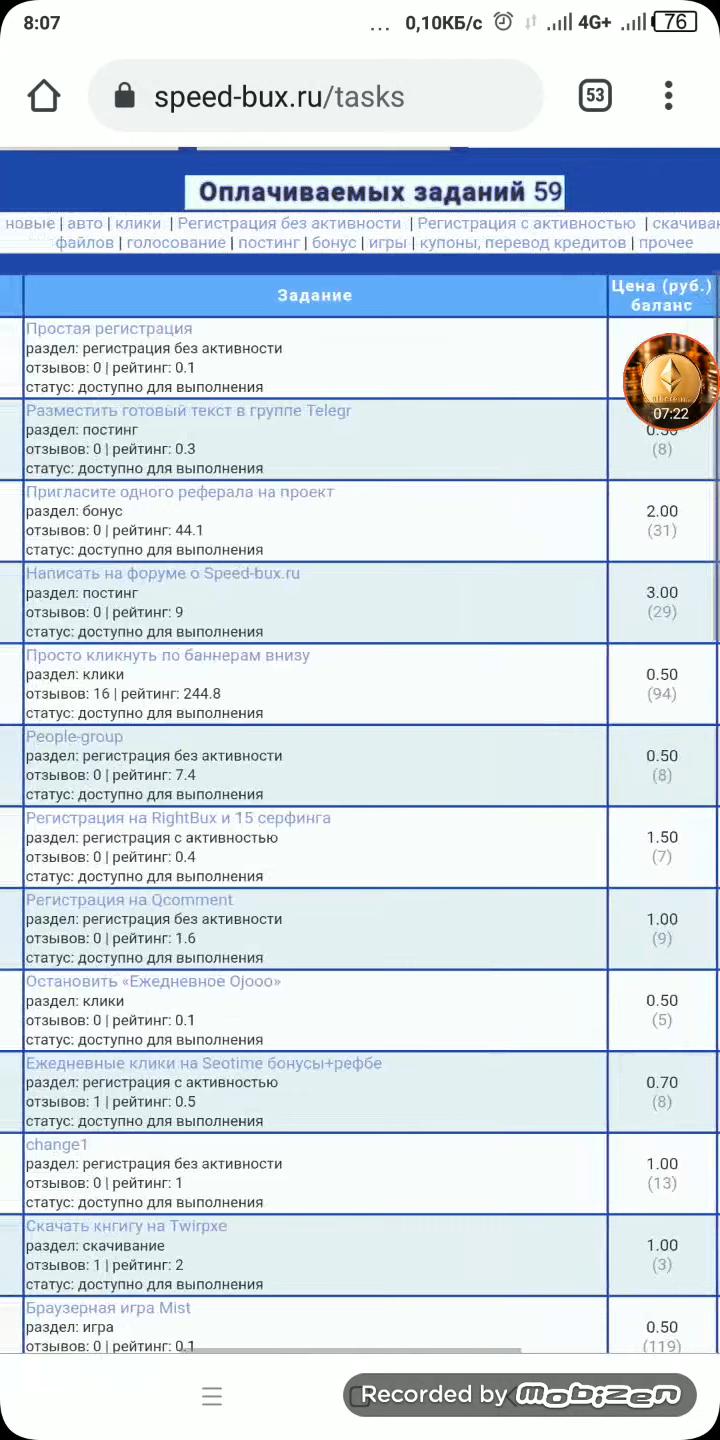 8:07
... 0,10КБ/с 4G+ 76
speed-bux.ru/tasks
53
Оплачиваемых заданий 59
новые | авто | клики | Регистрация без активности | Регистрация с активностью | скачиван
файлов | голосование | постинг | бонус | игры | купоны, перевод кредитов | прочее
Задание
Цена (руб.)
баланс
Простая регистрация
раздел: регистрация без активности
отзывов: 0 | рейтинг: 0.1
статус: доступно для выполнения
07:22
Разместить готовый текст в группе Telegr
раздел: постинг
отзывов: 0 | рейтинг: 0.3
статус: доступно для выполнения
(8)
Пригласите одного реферала на проект
раздел: бонус
отзывов: 0 | рейтинг: 44.1
статус: доступно для выполнения
2.00
(31)
Написать на форуме о Speed-bux.ru
раздел: постинг
отзывов: 0 | рейтинг: 9
статус: доступно для выполнения
3.00
(29)
Просто кликнуть по баннерам внизу
раздел: клики
отзывов: 16 | рейтинг: 244.8
статус: доступно для выполнения
0.50
(94)
People-group
раздел: регистрация без активности
отзывов: 0 | рейтинг: 7.4
статус: доступно для выполнения
0.50
(8)
Регистрация на RightBux и 15 серфинга
раздел: регистрация с активностью
отзывов: 0 | рейтинг: 0.4
статус: доступно для выполнения
1.50
(7)
Регистрация на Qcomment
раздел: регистрация без активности
отзывов: 0 | рейтинг: 1.6
статус: доступно для выполнения
1.00
(9)
Остановить «Ежедневное Ojooo»
раздел: клики
отзывов: 0 | рейтинг: 0.1
статус: доступно для выполнения
0.50
(5)
Ежедневные клики на Seotime бонусы+рефбе
раздел: регистрация с активностью
отзывов: 1 | рейтинг: 0.5
статус: доступно для выполнения
0.70
(8)
change1
раздел: регистрация без активности
отзывов: 0 | рейтинг: 1
статус: доступно для выполнения
1.00
(13)
Скачать кнгигу на Twirpxe
раздел: скачивание
отзывов: 1 | рейтинг: 2
статус: доступно для выполнения
1.00
(3)
Браузерная игра Mist
раздел: игра
отзывов: 0 | рейтинг: 0.1
0.50
(119)
Recorded by mobizen